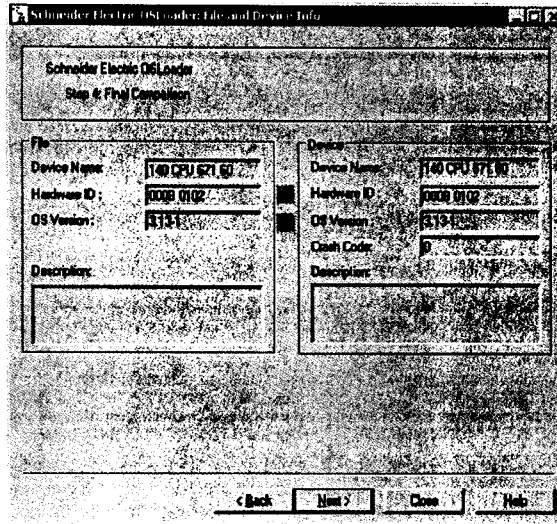 Schneider Electric OSLoader: File and Device Info
Schneider Electric OSLoader
Step 4: Final Comparison
File
Device Name:
140 CPU 671 60
Hardware ID :
0008 0102
OS Version :
3.13-1
Description:
Device
Device Name:
140 CPU 671 60
Hardware ID :
0008 0102
OS Version :
3.13-1
Crash Code:
0
Description:
< Back
Next >
Close
Help